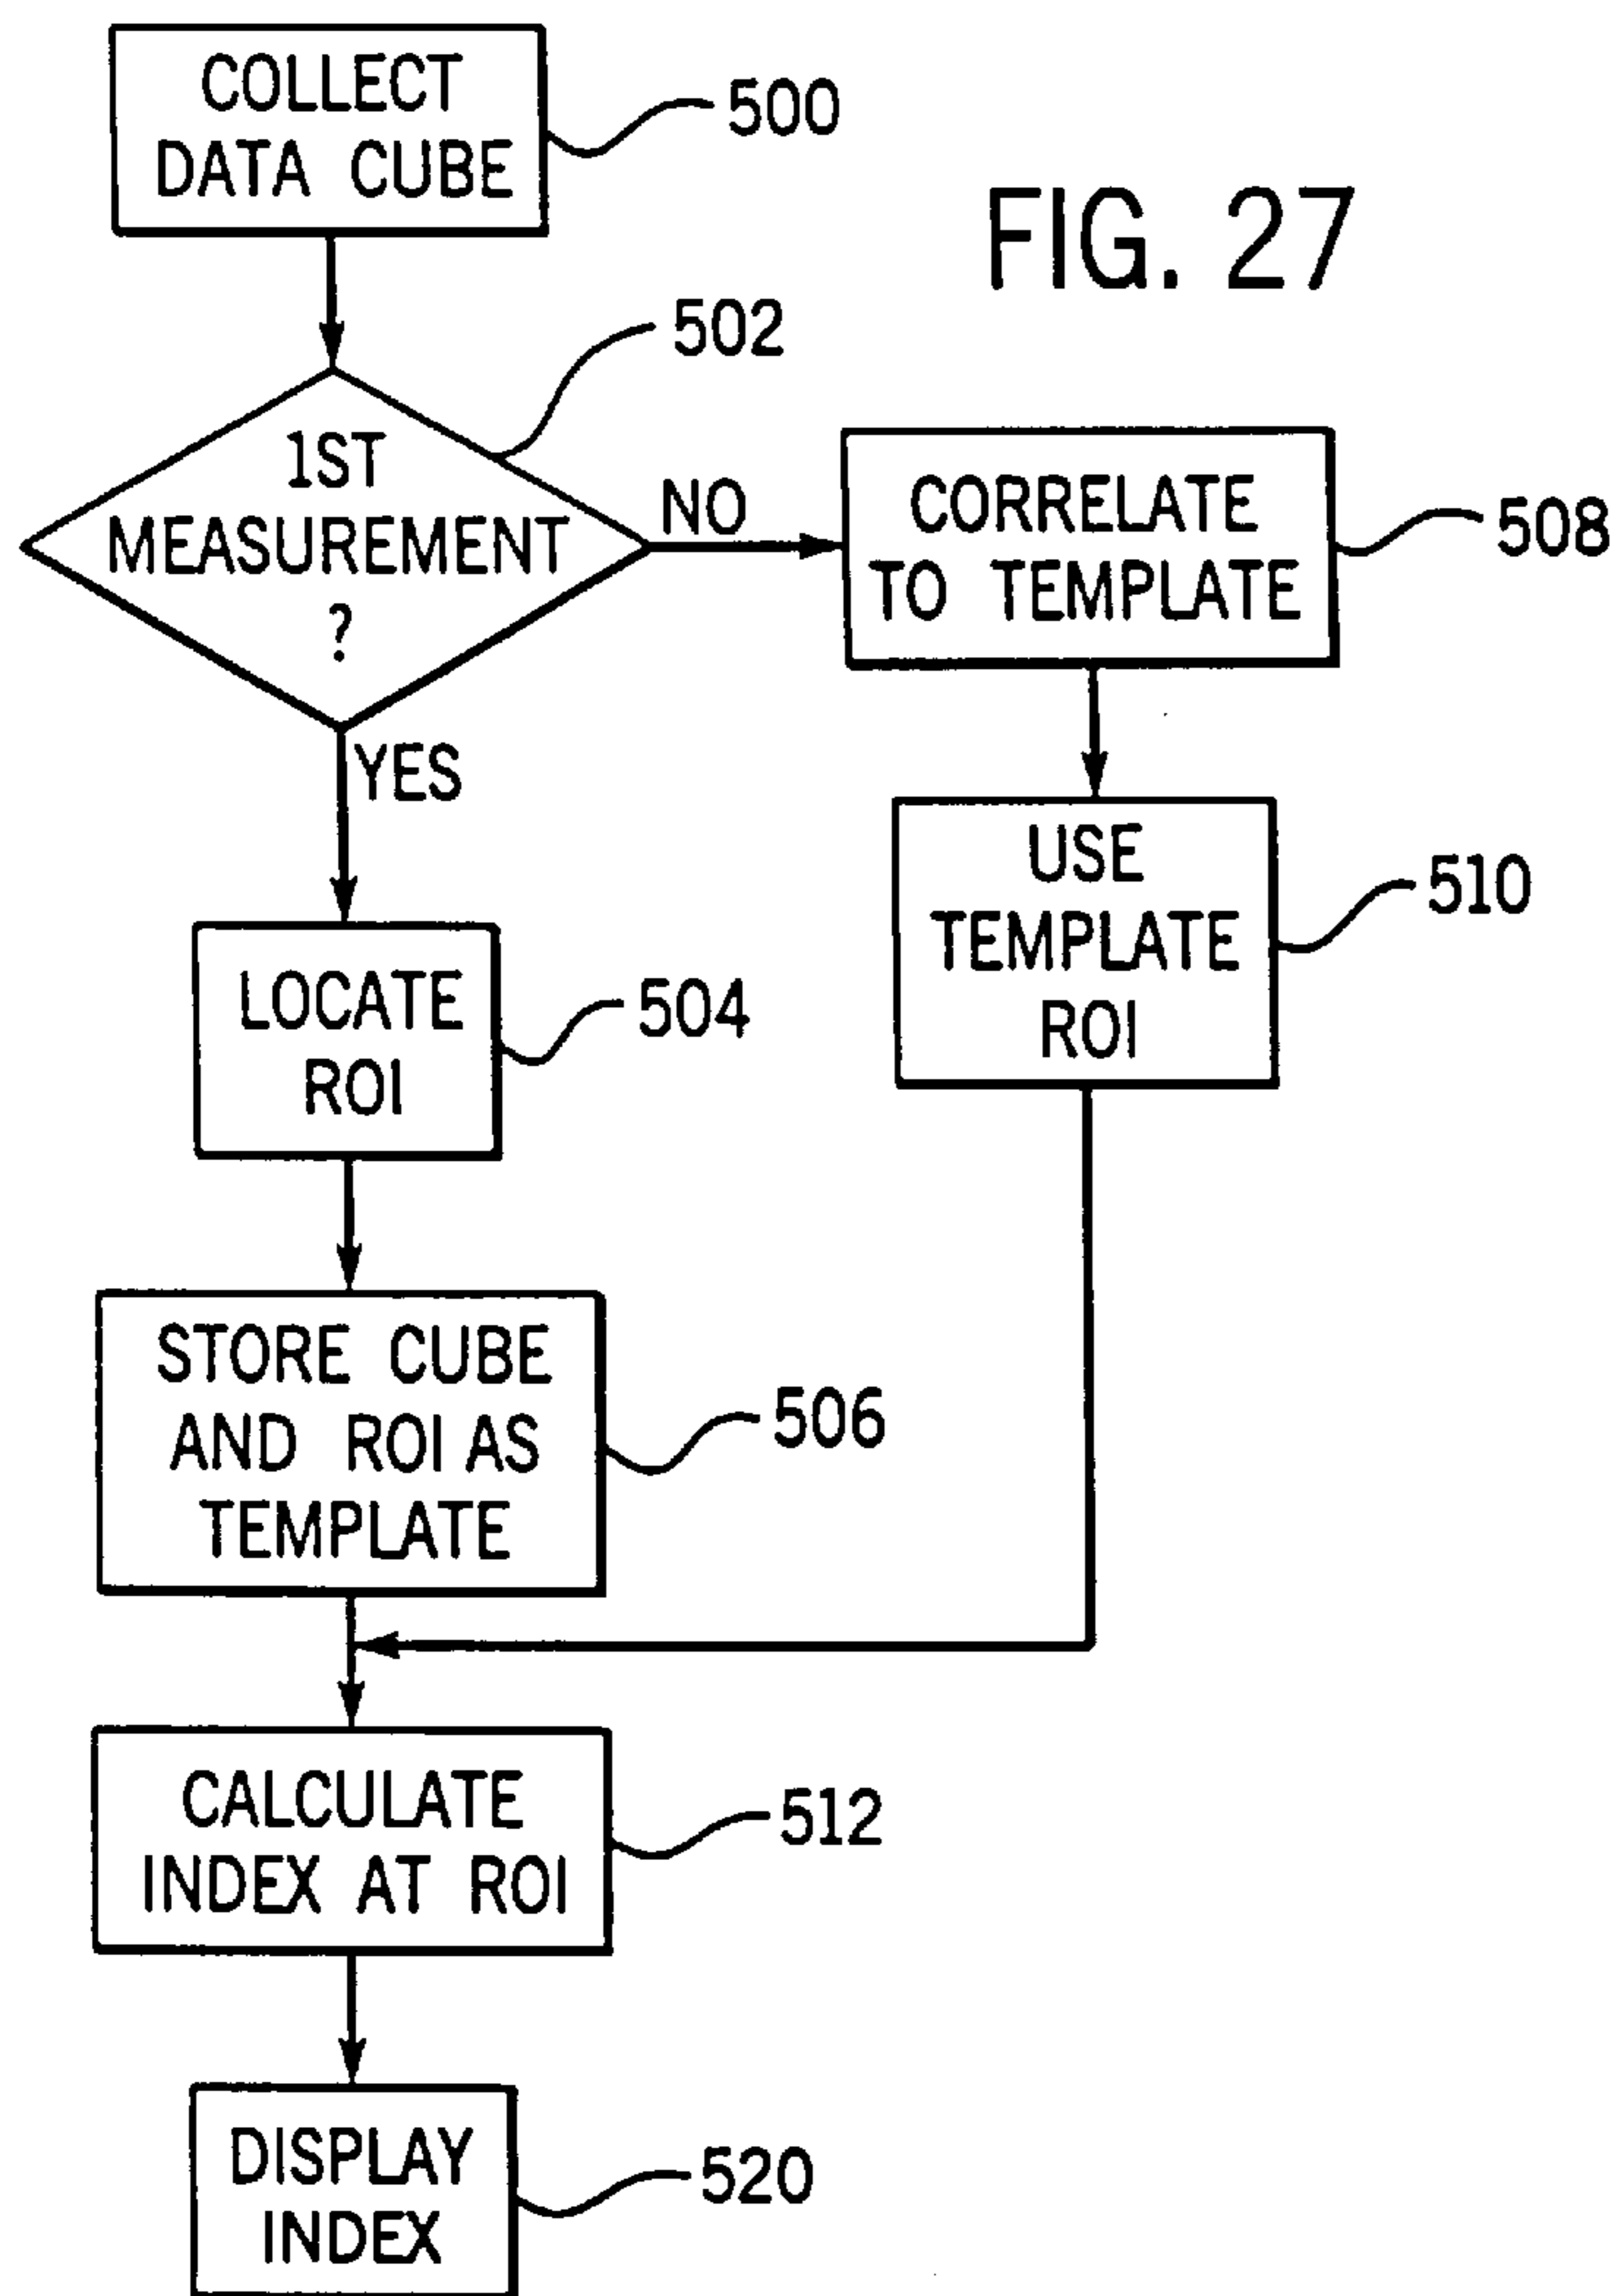 COLLECT
DATA CUBE
500
FIG. 27
502
1ST
MEASUREMENT
?
NO
YES
CORRELATE
TO TEMPLATE
508
USE
TEMPLATE
ROI
510
LOCATE
ROI
504
STORE CUBE
AND ROI AS
TEMPLATE
506
CALCULATE
INDEX AT ROI
512
DISPLAY
INDEX
520